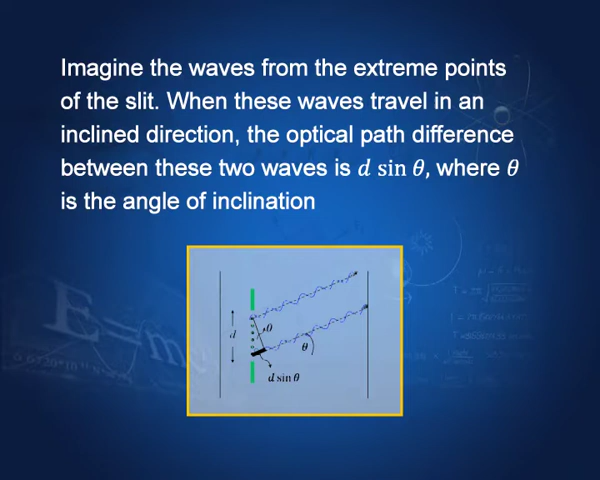 Imagine the waves from the extreme points
of the slit. When these waves travel in an
inclined direction, the optical path difference
between these two waves is d sin θ, where θ
is the angle of inclination
θ
d
θ
d sin θ
E=m